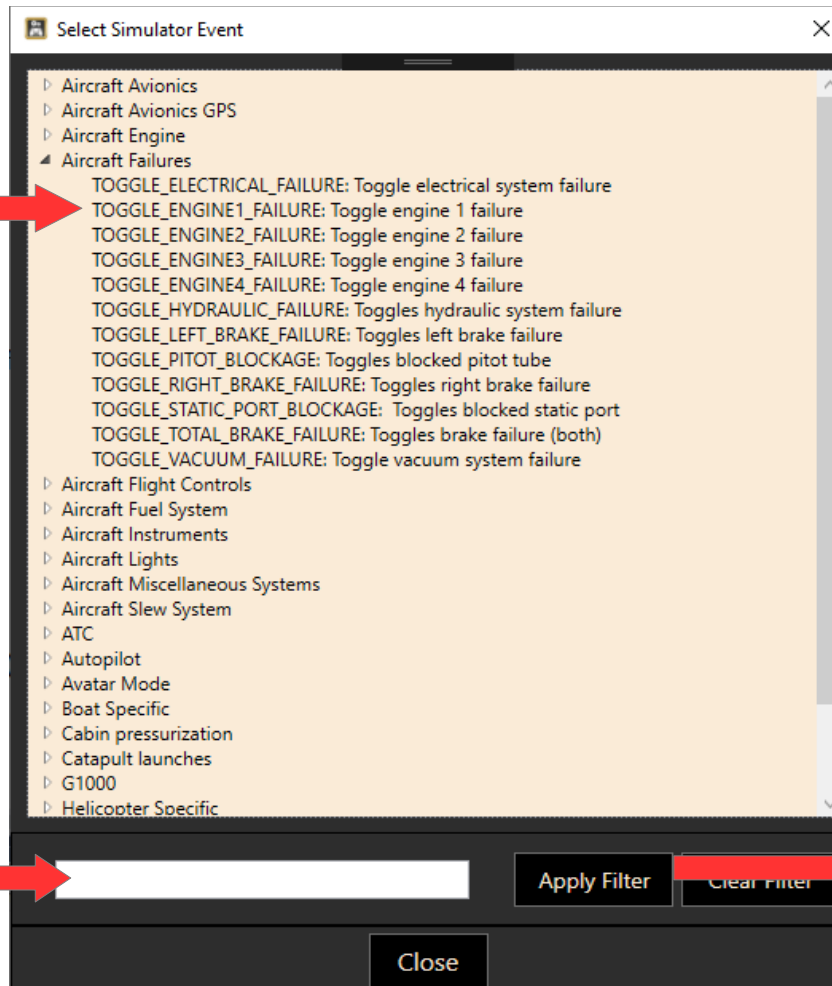 Select Simulator Event
Aircraft Avionics
Aircraft Avionics GPS
Aircraft Engine
Aircraft Failures
TOGGLE_ELECTRICAL_FAILURE: Toggle electrical system failure
TOGGLE_ENGINE1_FAILURE: Toggle engine 1 failure
TOGGLE_ENGINE2_FAILURE: Toggle engine 2 failure
TOGGLE_ENGINE3_FAILURE: Toggle engine 3 failure
TOGGLE_ENGINE4_FAILURE: Toggle engine 4 failure
TOGGLE_HYDRAULIC_FAILURE: Toggles hydraulic system failure
TOGGLE_LEFT_BRAKE_FAILURE: Toggles left brake failure
TOGGLE_PITOT_BLOCKAGE: Toggles blocked pitot tube
TOGGLE_RIGHT_BRAKE_FAILURE: Toggles right brake failure
TOGGLE_STATIC_PORT_BLOCKAGE:  Toggles blocked static port
TOGGLE_TOTAL_BRAKE_FAILURE: Toggles brake failure (both)
TOGGLE_VACUUM_FAILURE: Toggle vacuum system failure
Aircraft Flight Controls
Aircraft Fuel System
Aircraft Instruments
Aircraft Lights
Aircraft Miscellaneous Systems
Aircraft Slew System
ATC
Autopilot
Avatar Mode
Boat Specific
Cabin pressurization
Catapult launches
G1000
Helicopter Specific
Apply Filter
Clear Filter
Close